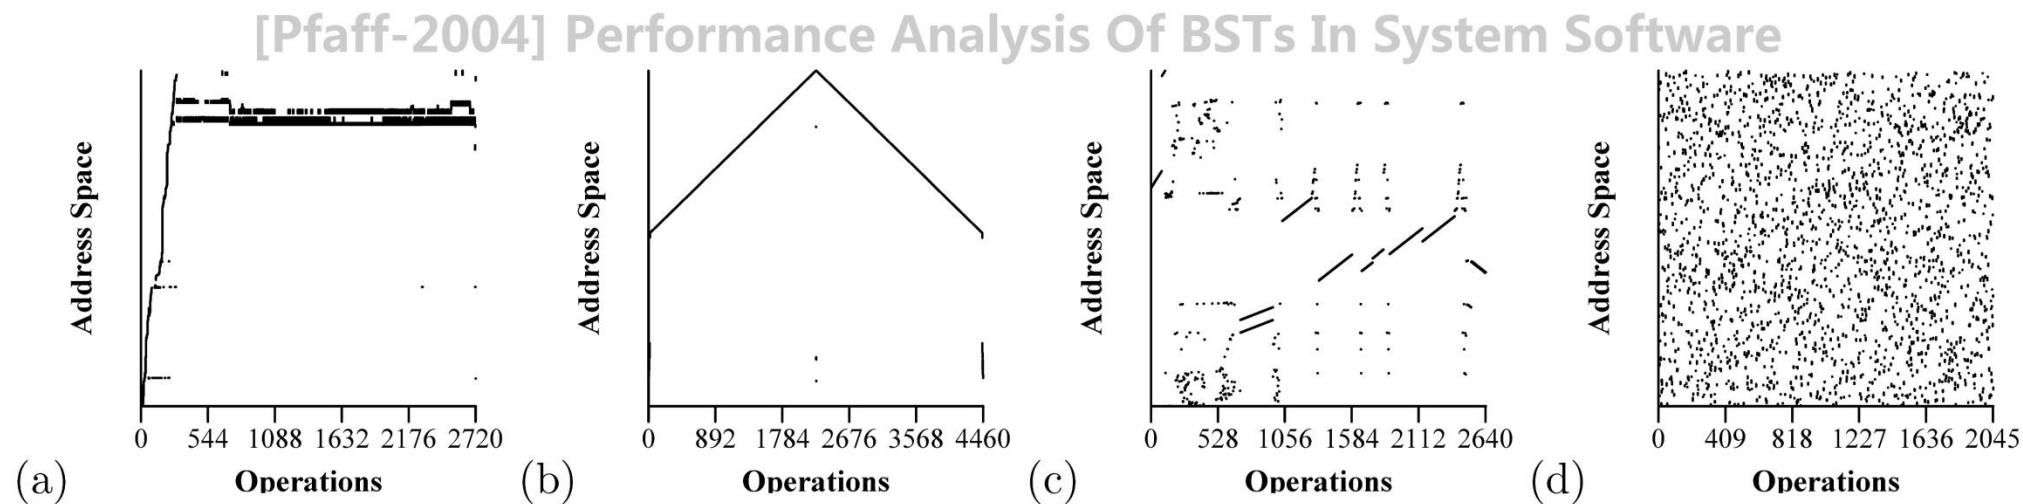 [Pfaff-2004] Performance Analysis Of BSTs In System Software
Address Space
0 544 1088 1632 2176 2720
(a) Operations
Address Space
0 892 1784 2676 3568 4460
(b) Operations
Address Space
0 528 1056 1584 2112 2640
(c) Operations
Address Space
0 409 818 1227 1636 2045
(d) Operations